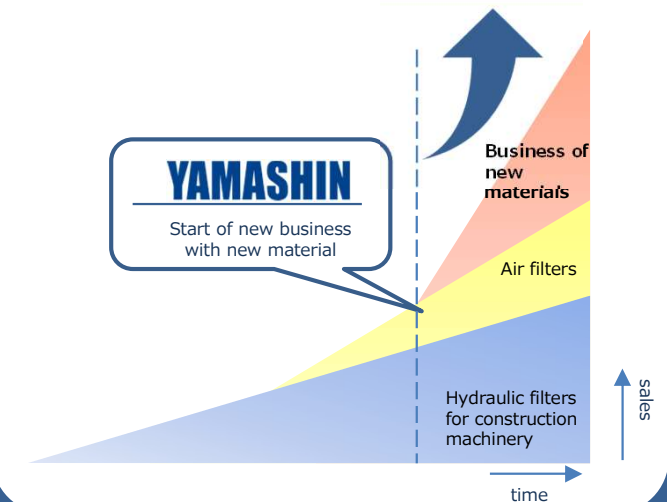 YAMASHIN
Start of new business
with new material
Business of
new
materials
Air filters
Hydraulic filters
for construction
machinery
sales
time